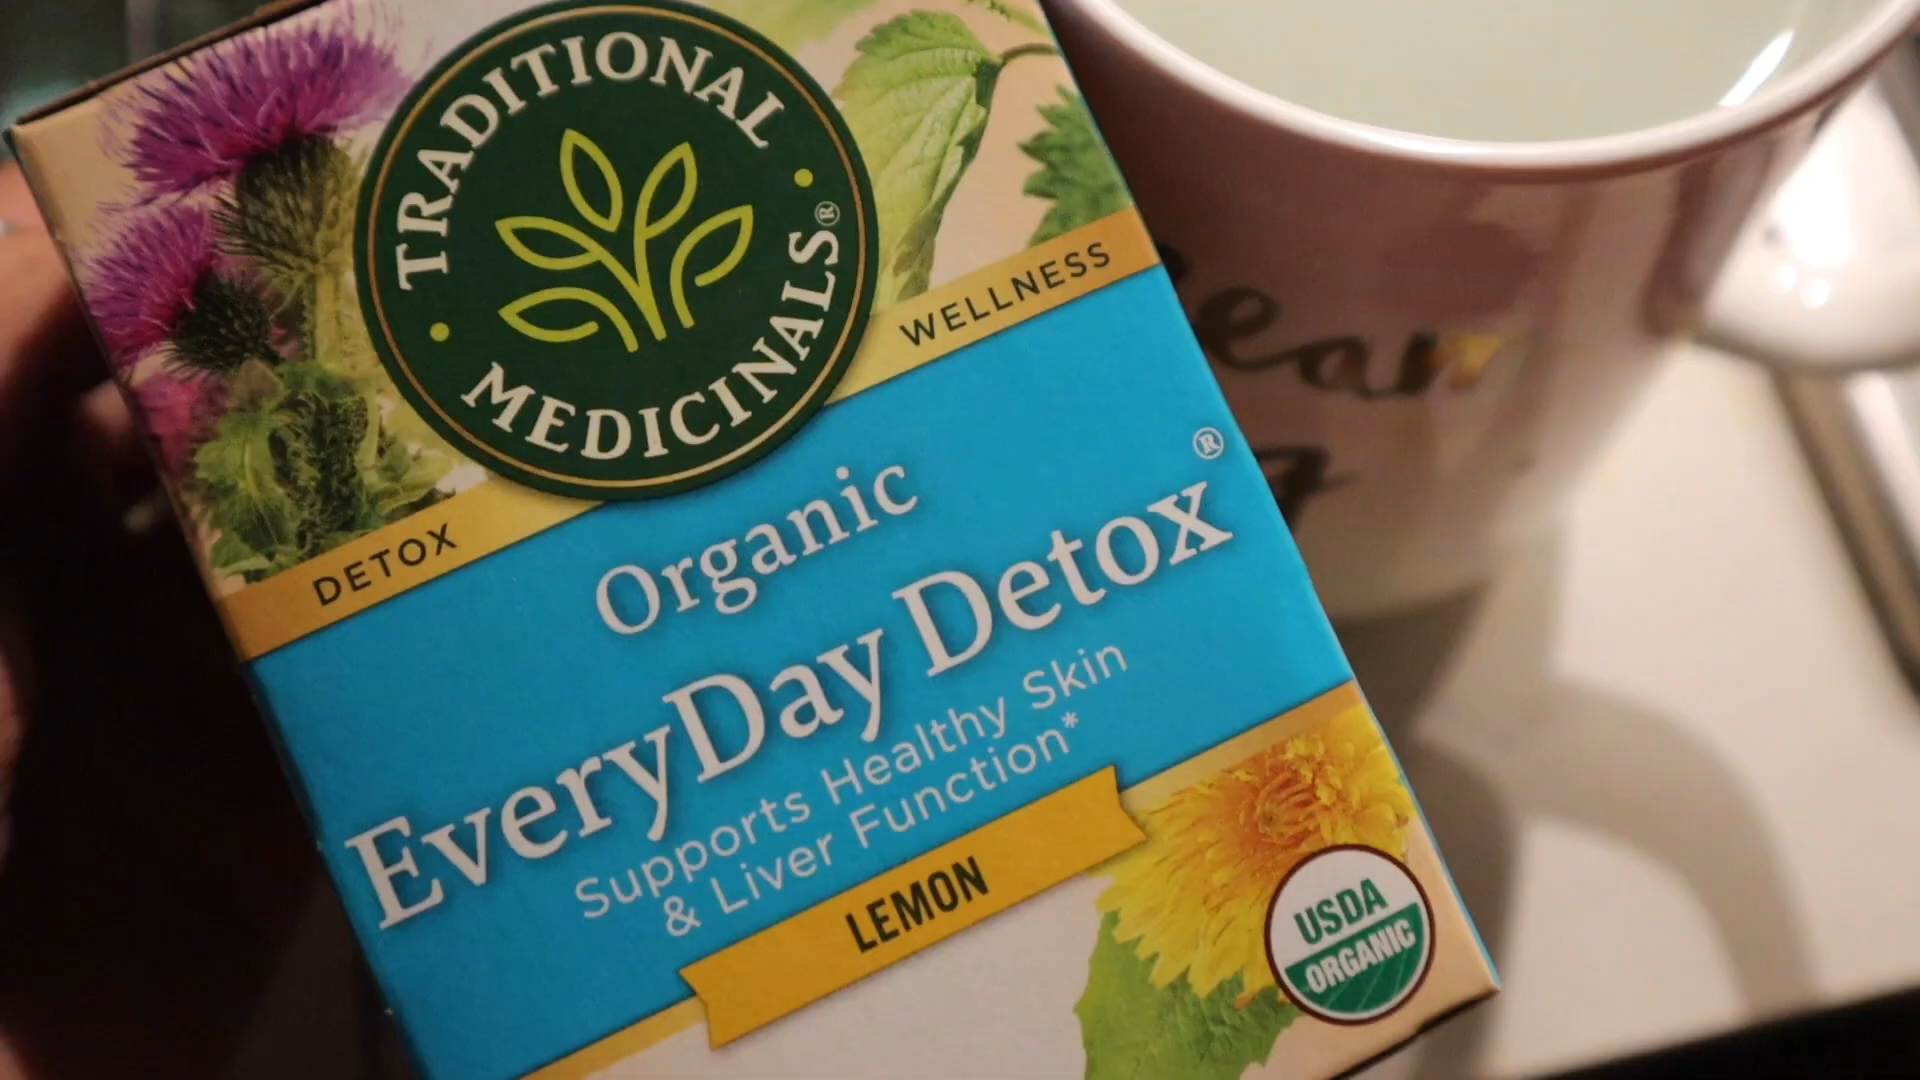 TRADITIONAL
MEDICINALS®
WELLNESS
DETOX
Organic
EveryDay Detox®
Supports Healthy Skin
& Liver Function*
LEMON
USDA
ORGANIC